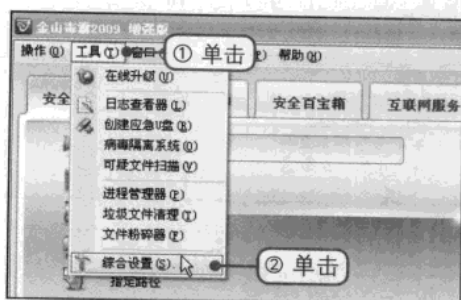 金山毒霸2009 增强版
操作(O) 工具(T) 窗口 帮助(H)
① 单击
在线升级(U)
安全 安全百宝箱 互联网服务
日志查看器(L)
创建应急U盘(B)
病毒隔离系统(Q)
可疑文件扫描(V)
进程管理器(P)
垃圾文件清理(T)
文件粉碎器(F)
综合设置(S)
② 单击
指定路径